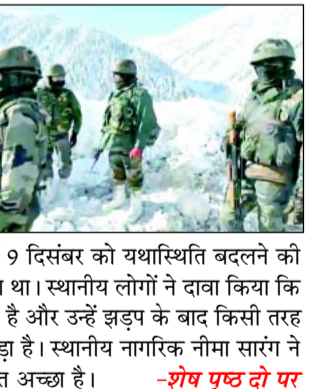 9 दिसंबर को यथास्थिति बदलने की
था। स्थानीय लोगों ने दावा किया कि
है और उन्हें झड़प के बाद किसी तरह
है। स्थानीय नागरिक नीमा सारंग ने
अच्छा है। -शेष पृष्ठ दो पर